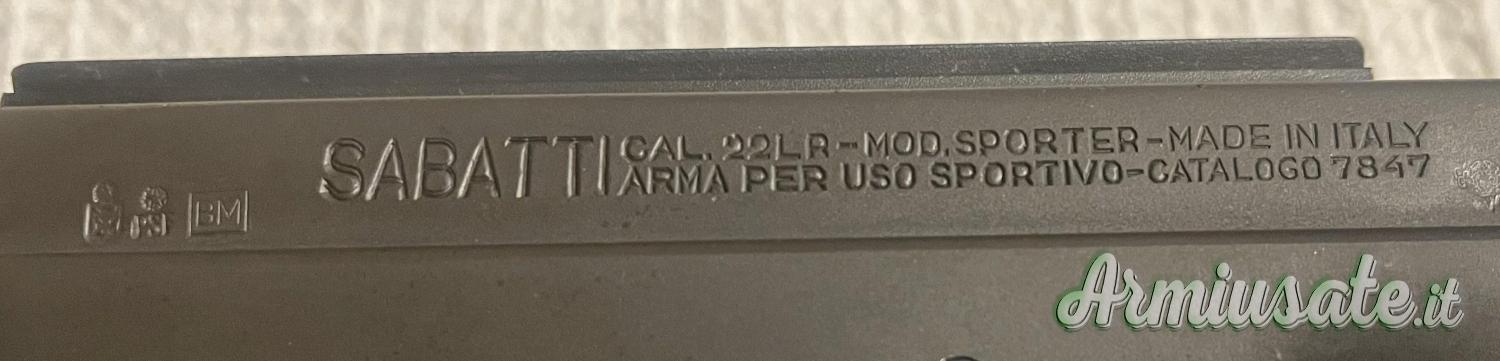 SABATTI
CAL. 22LR-MOD.SPORTER-MADE IN ITALY
ARMA PER USO SPORTIVO-CATALOGO 7847
BM
Armiusate.it